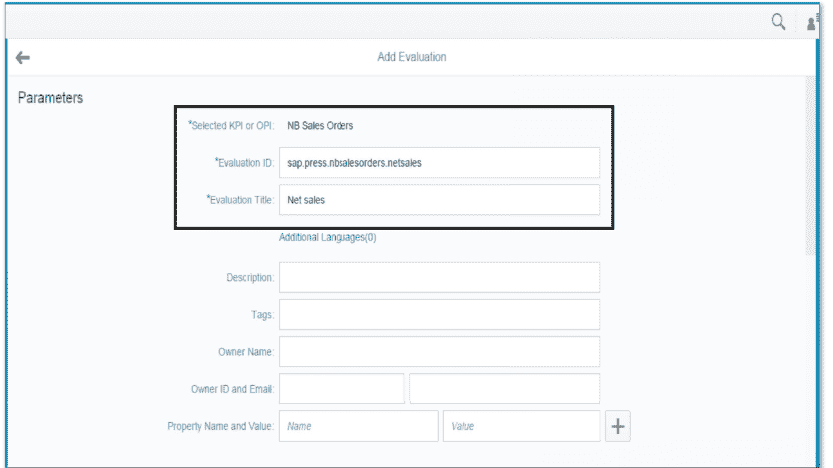 Add Evaluation
Parameters
*Selected KPI or OPI: NB Sales Orders
*Evaluation ID: sap.press.nbsalesorders.netsales
*Evaluation Title: Net sales
Additional Languages(0)
Description:
Tags:
Owner Name:
Owner ID and Email:
Property Name and Value: Name Value